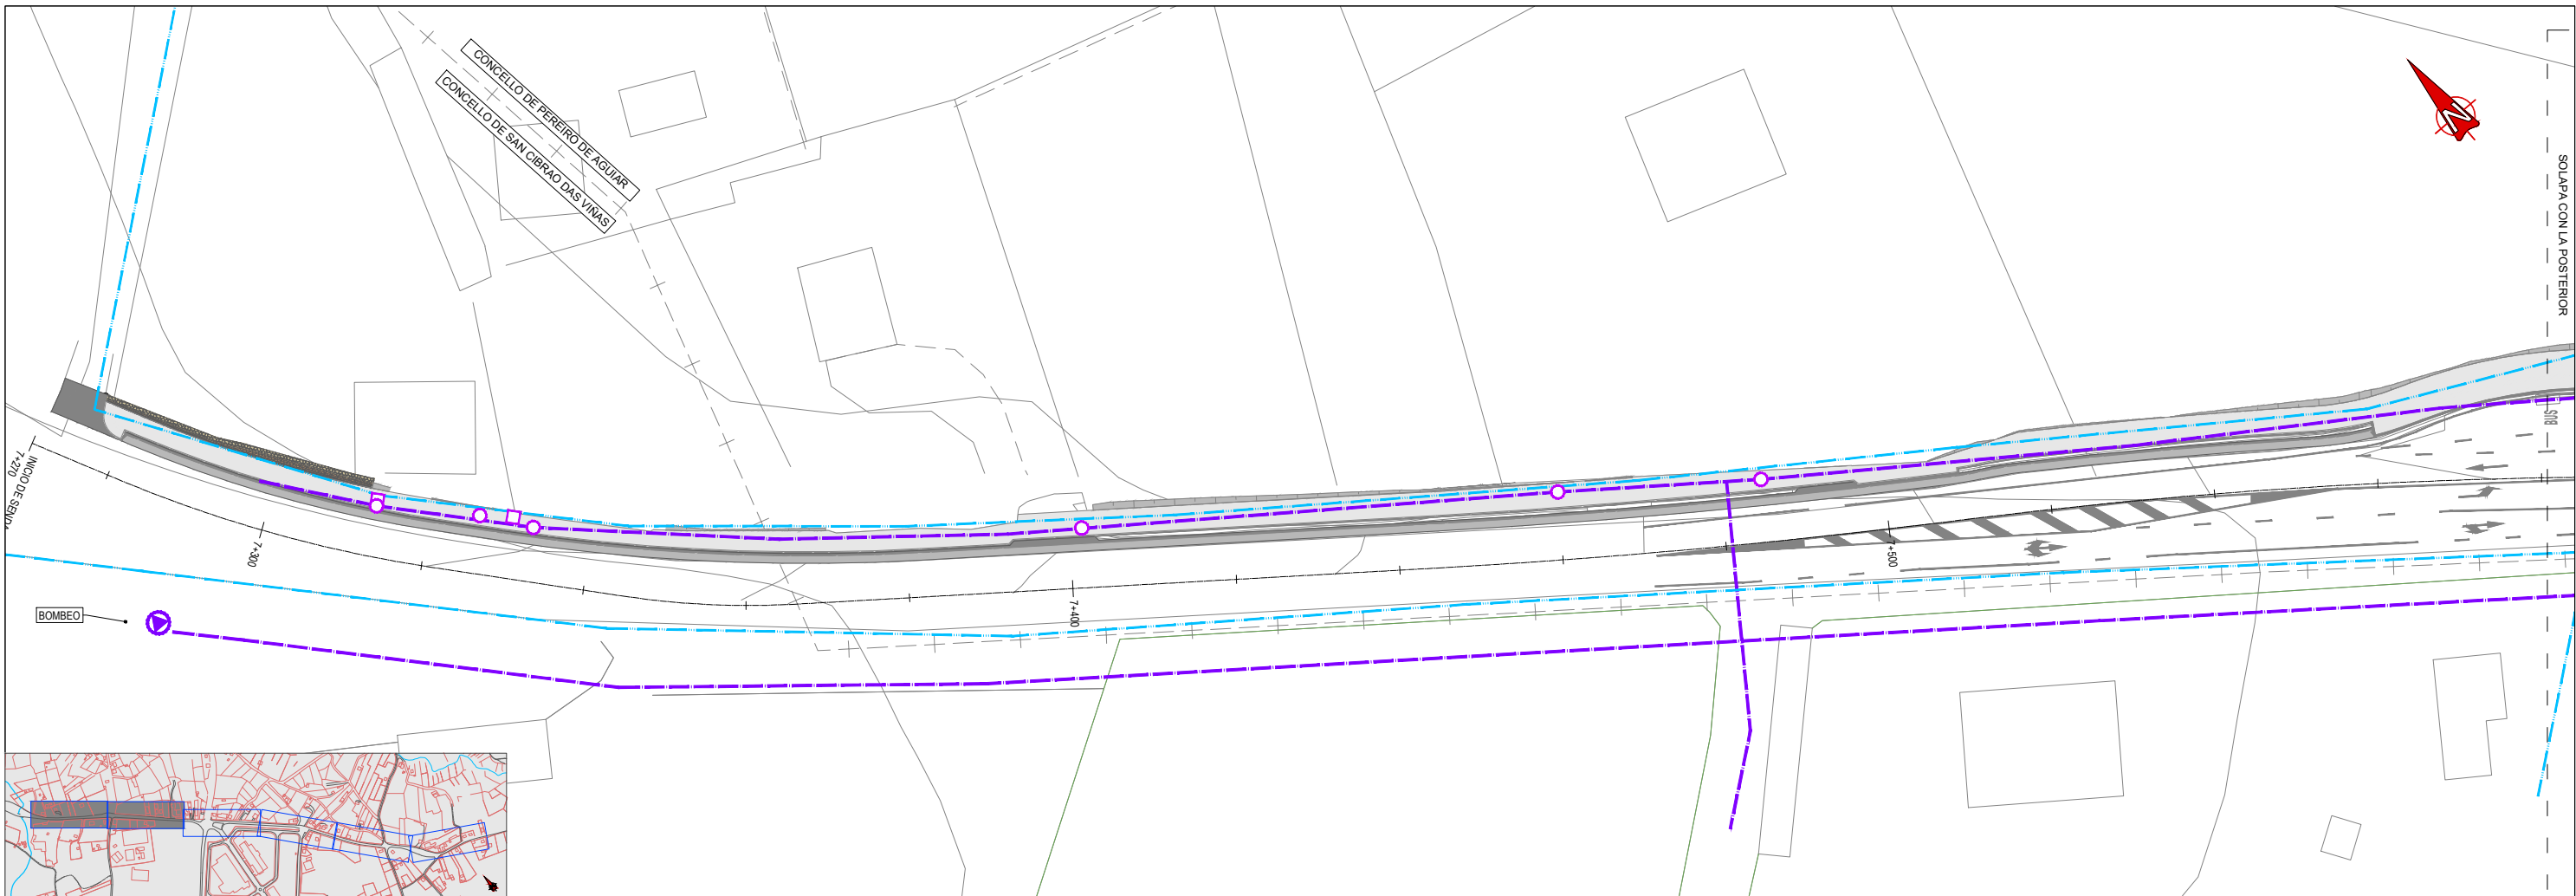 CONCELLO DE PEREIRO DE AGUIAR
CONCELLO DE SAN CIBRAO DAS VIÑAS
N
SOLAPA CON LA POSTERIOR
BUS
INICIO DE SENDA
7+270
7+300
7+400
7+500
BOMBEO